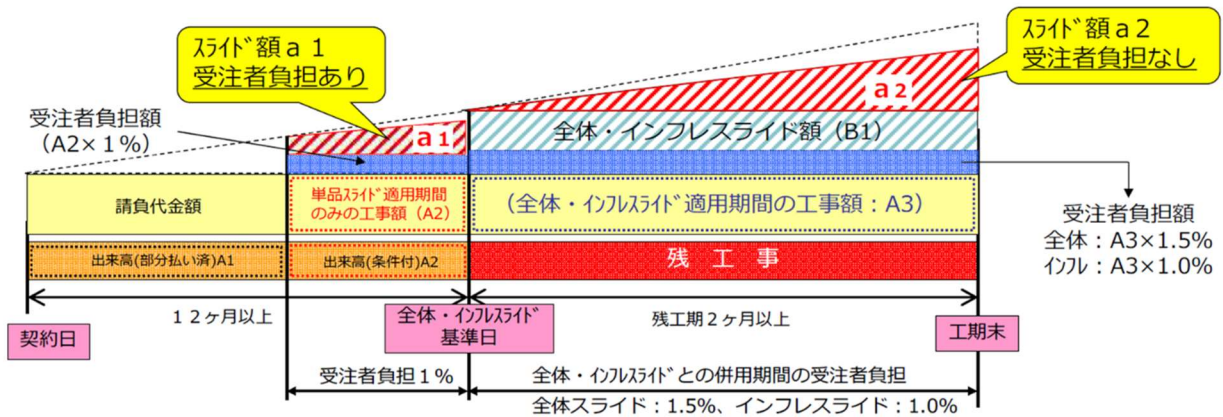 スライド額a1
受注者負担あり
スライド額a2
受注者負担なし
受注者負担額
（A2×1%）
a1
a2
全体・インフレスライド額（B1）
請負代金額
単品スライド適用期間
のみの工事額（A2）
（全体・インフレスライド適用期間の工事額：A3）
受注者負担額
全体：A3×1.5%
インフレ：A3×1.0%
出来高(部分払い済)A1
出来高(条件付)A2
残 工 事
１２ヶ月以上
全体・インフレスライド
基準日
残工期２ヶ月以上
契約日
工期末
受注者負担１％
全体・インフレスライドとの併用期間の受注者負担
全体スライド：1.5%、インフレスライド：1.0%